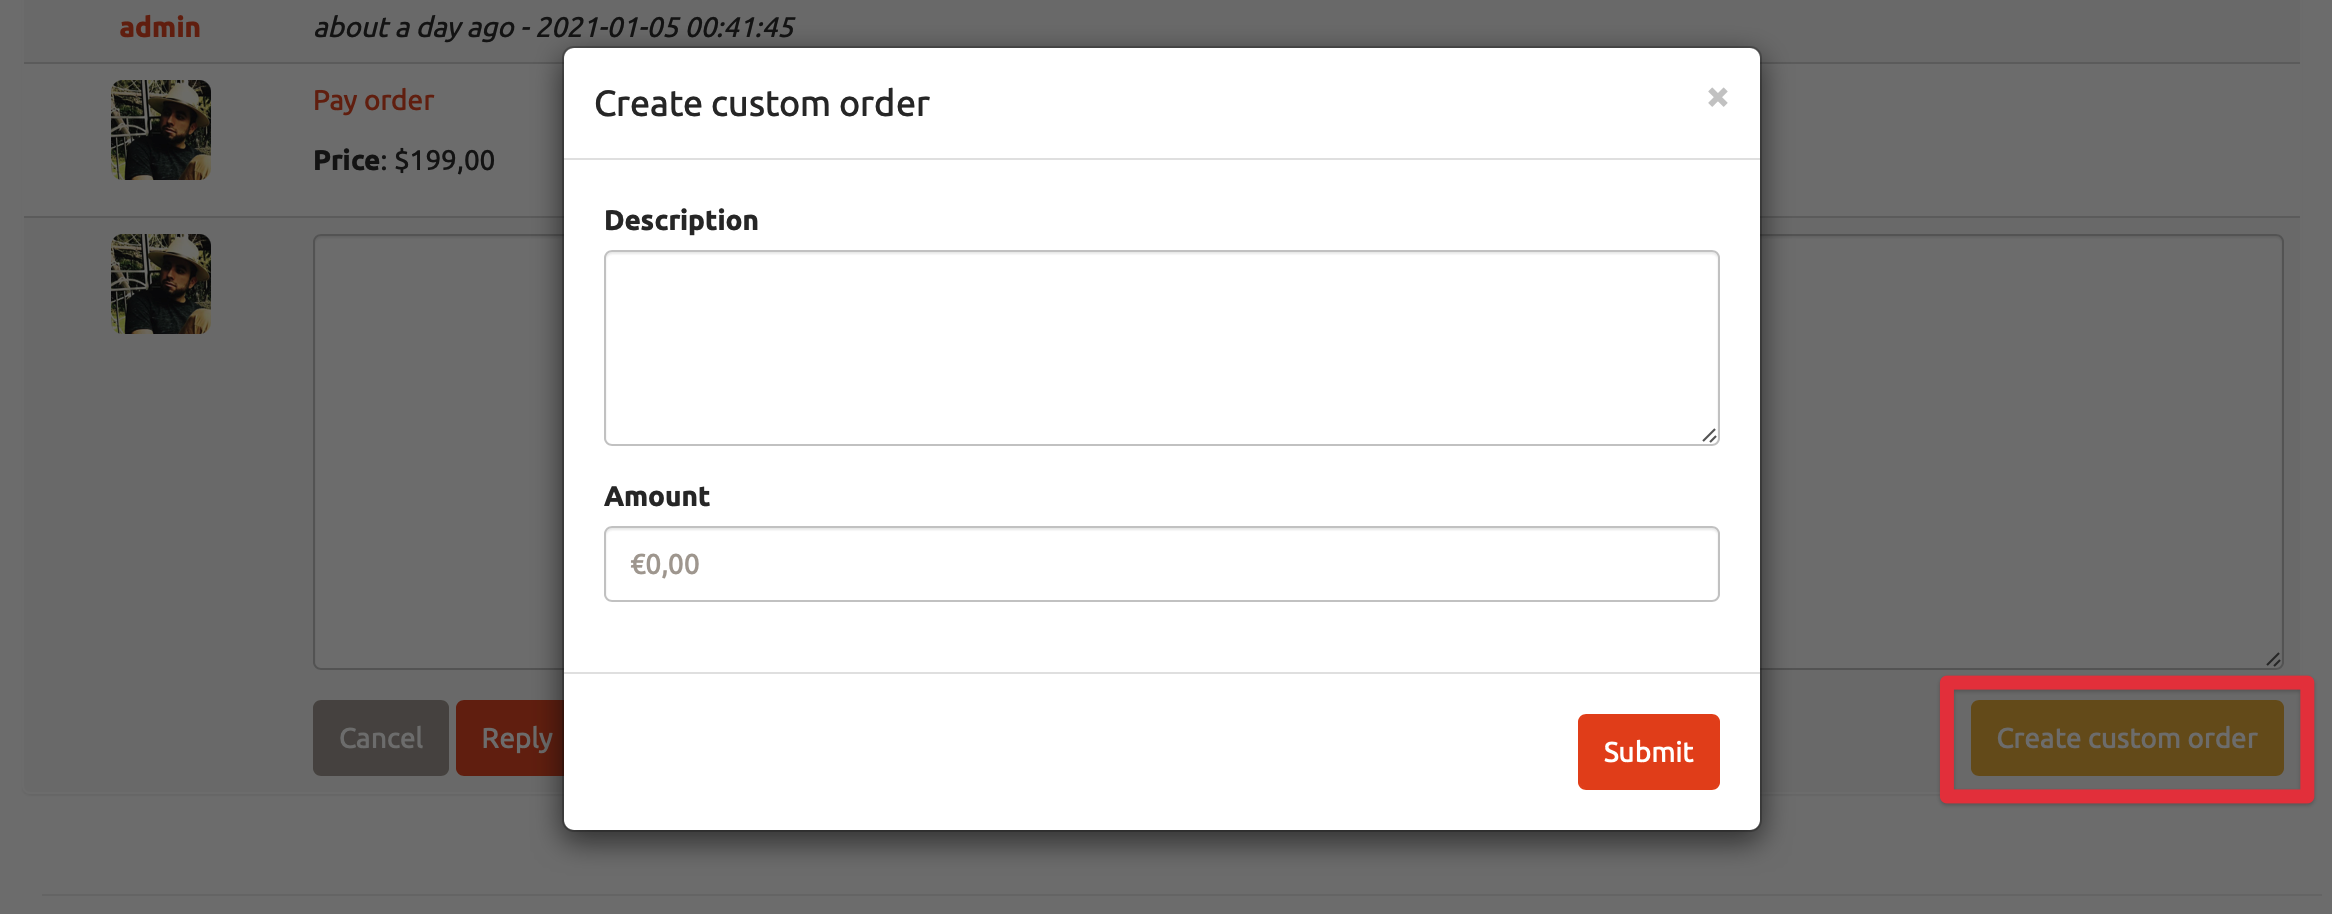 admin
about a day ago - 2021-01-05 00:41:45
Pay order
Price: $199,00
Create custom order
×
Description
Amount
€0,00
Submit
Cancel
Reply
Create custom order